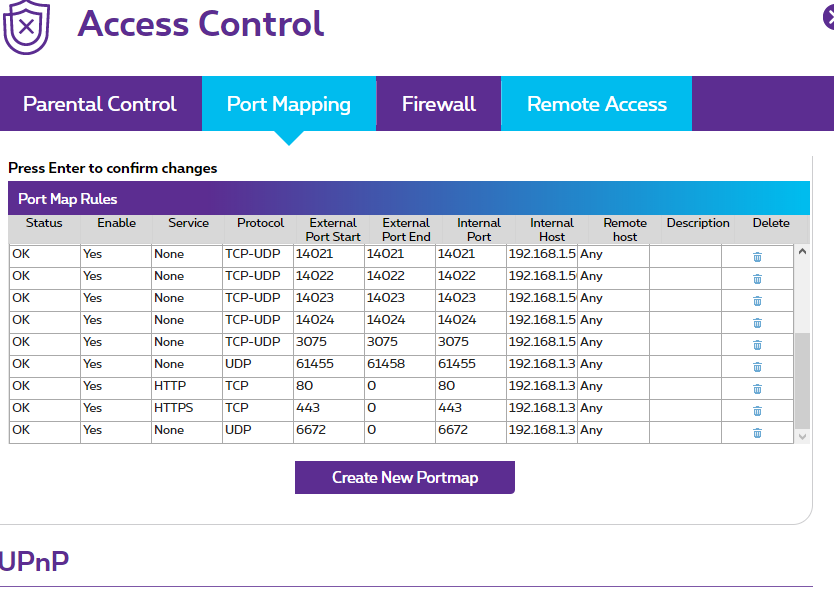 Access Control
Parental Control Port Mapping Firewall Remote Access
Press Enter to confirm changes
Port Map Rules
Status Enable Service Protocol External Port Start External Port End Internal Port Internal Host Remote host Description Delete
OK Yes None TCP-UDP 14021 14021 14021 192.168.1.5 Any
OK Yes None TCP-UDP 14022 14022 14022 192.168.1.5 Any
OK Yes None TCP-UDP 14023 14023 14023 192.168.1.5 Any
OK Yes None TCP-UDP 14024 14024 14024 192.168.1.5 Any
OK Yes None TCP-UDP 3075 3075 3075 192.168.1.5 Any
OK Yes None UDP 61455 61458 61455 192.168.1.3 Any
OK Yes HTTP TCP 80 0 80 192.168.1.3 Any
OK Yes HTTPS TCP 443 0 443 192.168.1.3 Any
OK Yes None UDP 6672 0 6672 192.168.1.3 Any
Create New Portmap
UPnP